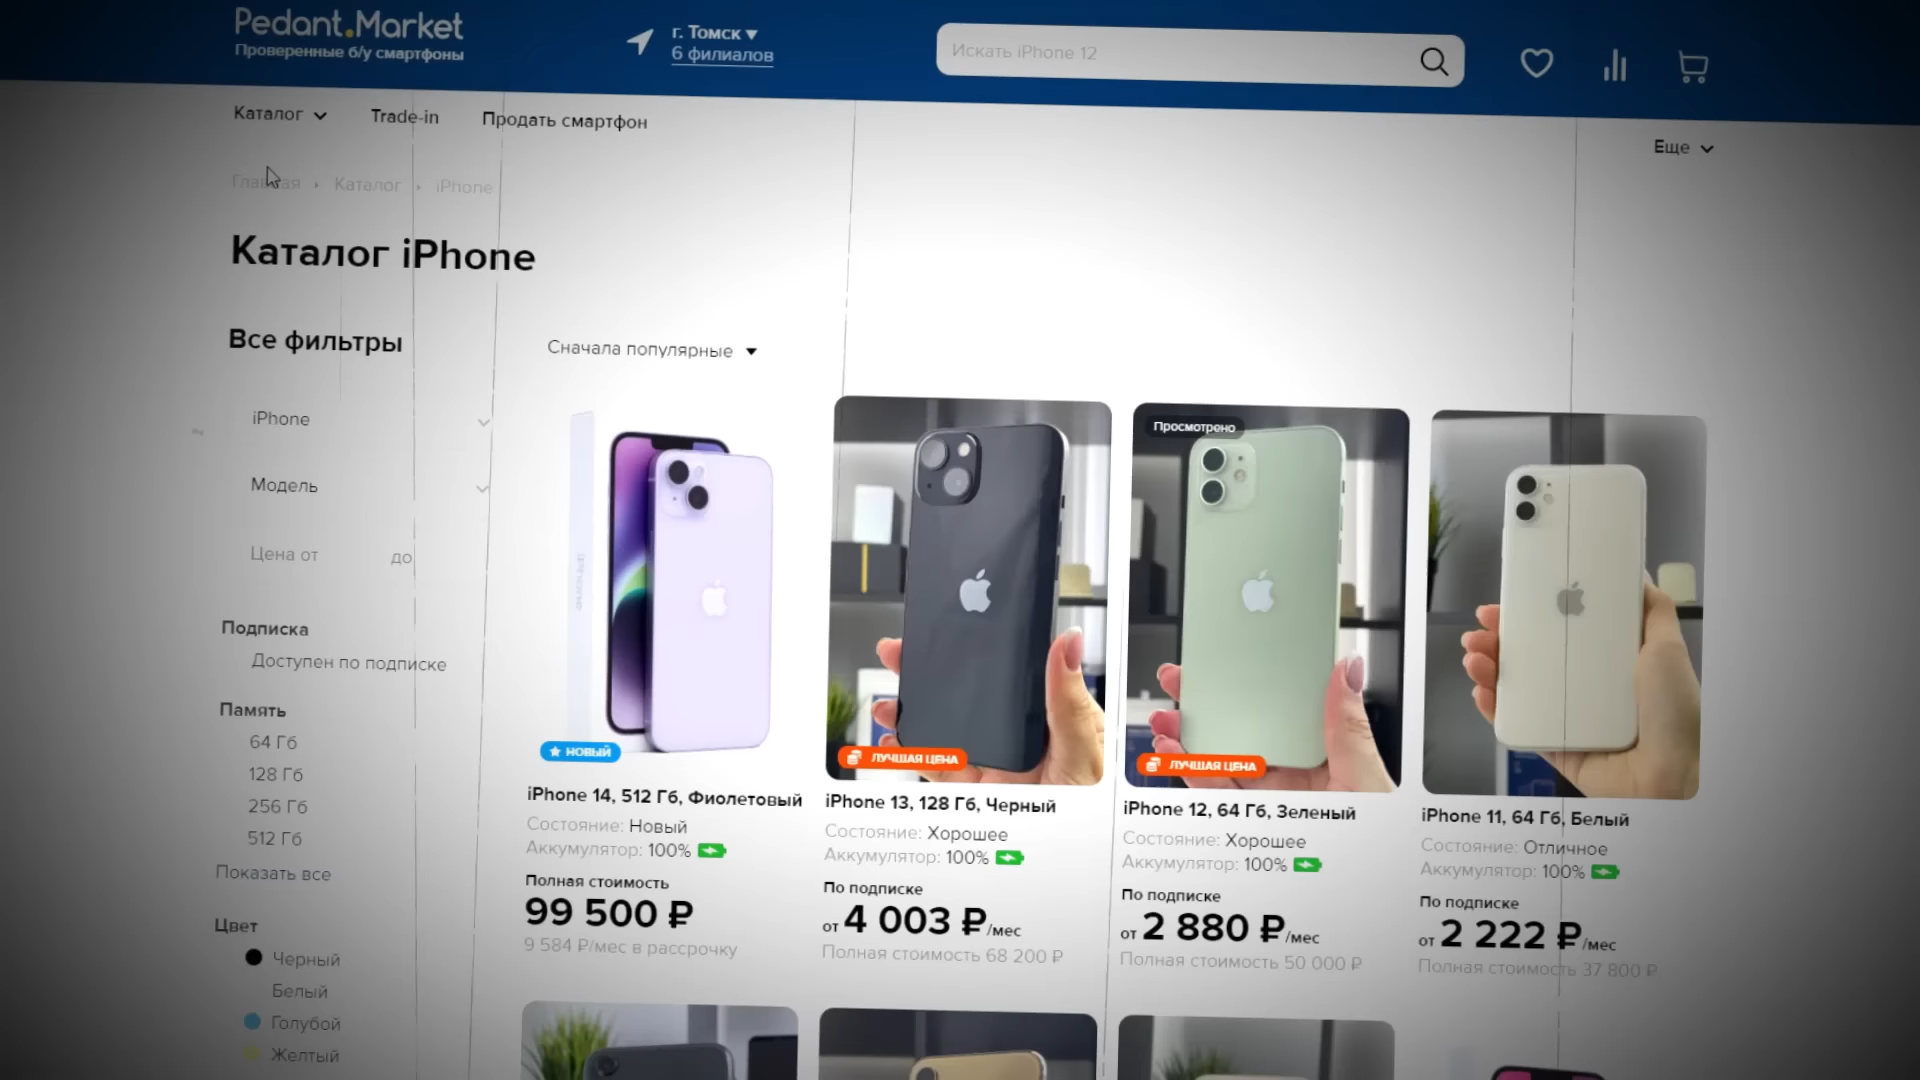 Pedant.Market
Проверенные б/у смартфоны
г. Томск
6 филиалов
Искать iPhone 12
Каталог
Trade-in
Продать смартфон
Еще
Главная
Каталог
iPhone
Каталог iPhone
Все фильтры
Сначала популярные
iPhone
Модель
Цена от
до
Подписка
Доступен по подписке
Память
64 Гб
128 Гб
256 Гб
512 Гб
Показать все
Цвет
Черный
Белый
Голубой
Желтый
НОВЫЙ
iPhone 14, 512 Гб, Фиолетовый
Состояние: Новый
Аккумулятор: 100%
Полная стоимость
99 500 ₽
9 584 ₽/мес в рассрочку
ЛУЧШАЯ ЦЕНА
iPhone 13, 128 Гб, Черный
Состояние: Хорошее
Аккумулятор: 100%
По подписке
от 4 003 ₽/мес
Полная стоимость 68 200 ₽
Просмотрено
ЛУЧШАЯ ЦЕНА
iPhone 12, 64 Гб, Зеленый
Состояние: Хорошее
Аккумулятор: 100%
По подписке
от 2 880 ₽/мес
Полная стоимость 50 000 ₽
iPhone 11, 64 Гб, Белый
Состояние: Отличное
Аккумулятор: 100%
По подписке
от 2 222 ₽/мес
Полная стоимость 37 800 ₽